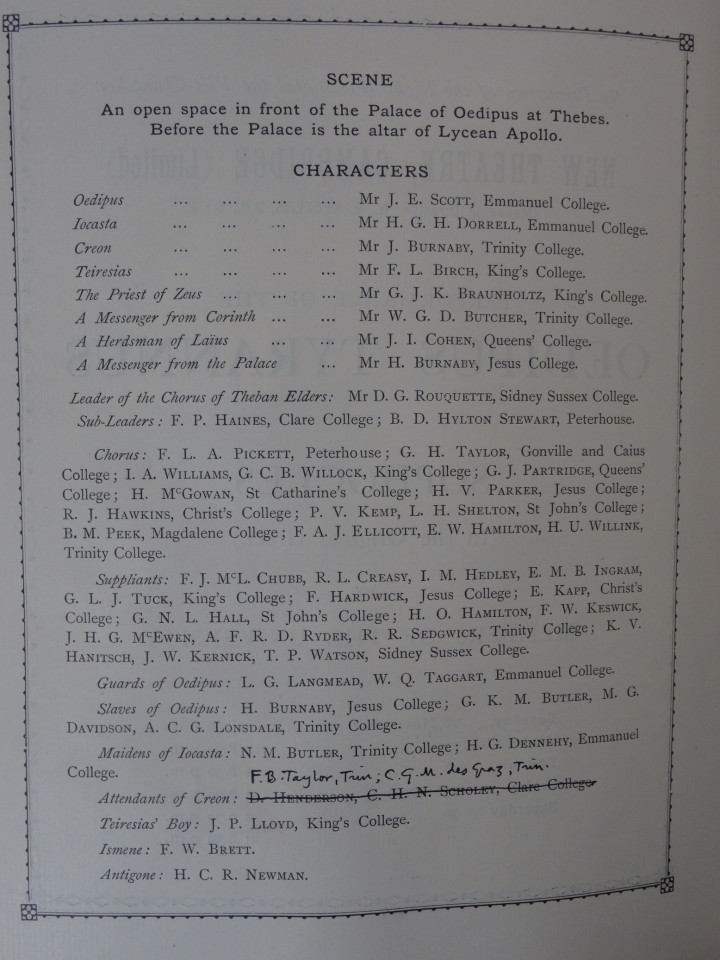 SCENE
An open space in front of the Palace of Oedipus at Thebes.
Before the Palace is the altar of Lycean Apollo.
CHARACTERS
Oedipus ... ... ... ... Mr J. E. SCOTT, Emmanuel College.
Iocasta ... ... ... ... Mr H. G. H. DORRELL, Emmanuel College.
Creon ... ... ... ... Mr J. BURNABY, Trinity College.
Teiresias ... ... ... ... Mr F. L. BIRCH, King's College.
The Priest of Zeus ... ... ... Mr G. J. K. BRAUNHOLTZ, King's College.
A Messenger from Corinth ... ... Mr W. G. D. BUTCHER, Trinity College.
A Herdsman of Laïus ... ... Mr J. I. COHEN, Queens' College.
A Messenger from the Palace ... Mr H. BURNABY, Jesus College.
Leader of the Chorus of Theban Elders: Mr D. G. ROUQUETTE, Sidney Sussex College.
Sub-Leaders: F. P. HAINES, Clare College; B. D. HYLTON STEWART, Peterhouse.
Chorus: F. L. A. PICKETT, Peterhouse; G. H. TAYLOR, Gonville and Caius
College; I. A. WILLIAMS, G. C. B. WILLOCK, King's College; G. J. PARTRIDGE, Queens'
College; H. McGOWAN, St Catharine's College; H. V. PARKER, Jesus College;
R. J. HAWKINS, Christ's College; P. V. KEMP, L. H. SHELTON, St John's College;
B. M. PEEK, Magdalene College; F. A. J. ELLICOTT, E. W. HAMILTON, H. U. WILLINK,
Trinity College.
Suppliants: F. J. McL. CHUBB, R. L. CREASY, I. M. HEDLEY, E. M. B. INGRAM,
G. L. J. TUCK, King's College; F. HARDWICK, Jesus College; E. KAPP, Christ's
College; G. N. L. HALL, St John's College; H. O. HAMILTON, F. W. KESWICK,
J. H. G. McEWEN, A. F. R. D. RYDER, R. R. SEDGWICK, Trinity College; K. V.
HANITSCH, J. W. KERNICK, T. P. WATSON, Sidney Sussex College.
Guards of Oedipus: L. G. LANGMEAD, W. Q. TAGGART, Emmanuel College.
Slaves of Oedipus: H. BURNABY, Jesus College; G. K. M. BUTLER, M. G.
DAVIDSON, A. C. G. LONSDALE, Trinity College.
Maidens of Iocasta: N. M. BUTLER, Trinity College; H. G. DENNEHY, Emmanuel
College.
F.B. Taylor, Trin; C.G.M. des Graz, Trin.
Attendants of Creon: D. HENDERSON, C. H. N. SCHOLEY, Clare College
Teiresias' Boy: J. P. LLOYD, King's College.
Ismene: F. W. BRETT.
Antigone: H. C. R. NEWMAN.